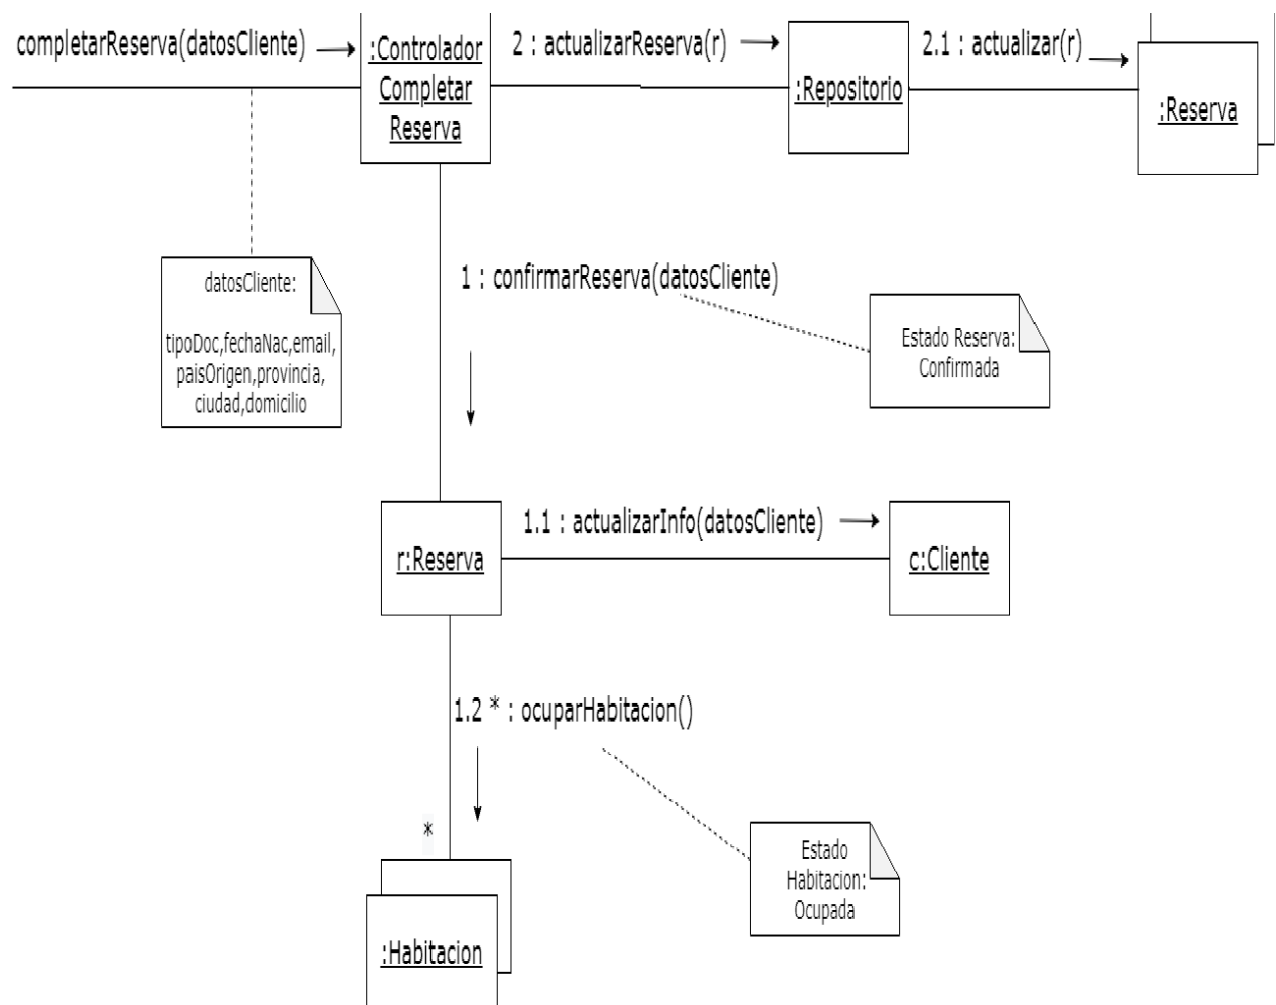 completarReserva(datosCliente)
:Controlador
Completar
Reserva
2 : actualizarReserva(r)
:Repositorio
2.1 : actualizar(r)
:Reserva
datosCliente:
tipoDoc,fechaNac,email,
paisOrigen,provincia,
ciudad,domicilio
1 : confirmarReserva(datosCliente)
Estado Reserva:
Confirmada
r:Reserva
1.1 : actualizarInfo(datosCliente)
c:Cliente
1.2 * : ocuparHabitacion()
*
Estado
Habitacion:
Ocupada
:Habitacion